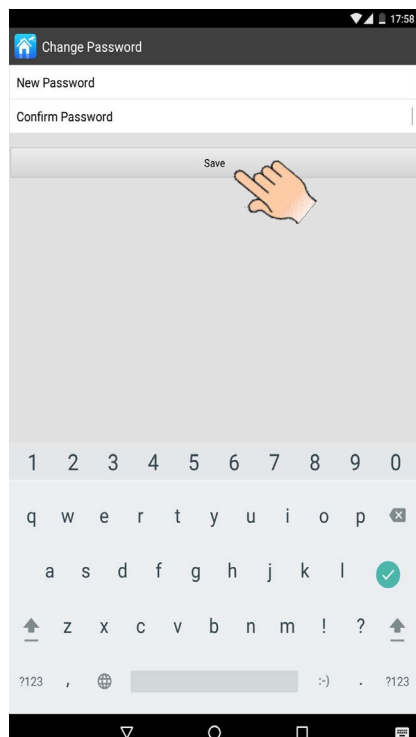 17:58
Change Password
New Password
Confirm Password
Save
1 2 3 4 5 6 7 8 9 0
q w e r t y u i o p
a s d f g h j k l
z x c v b n m ! ?
?123 , :-) . ?123